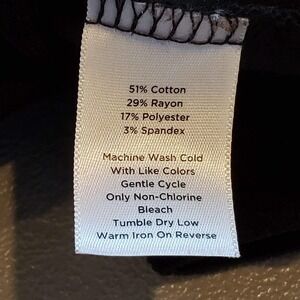 51% Cotton
29% Rayon
17% Polyester
3% Spandex
Machine Wash Cold
With Like Colors
Gentle Cycle
Only Non-Chlorine
Bleach
Tumble Dry Low
Warm Iron On Reverse